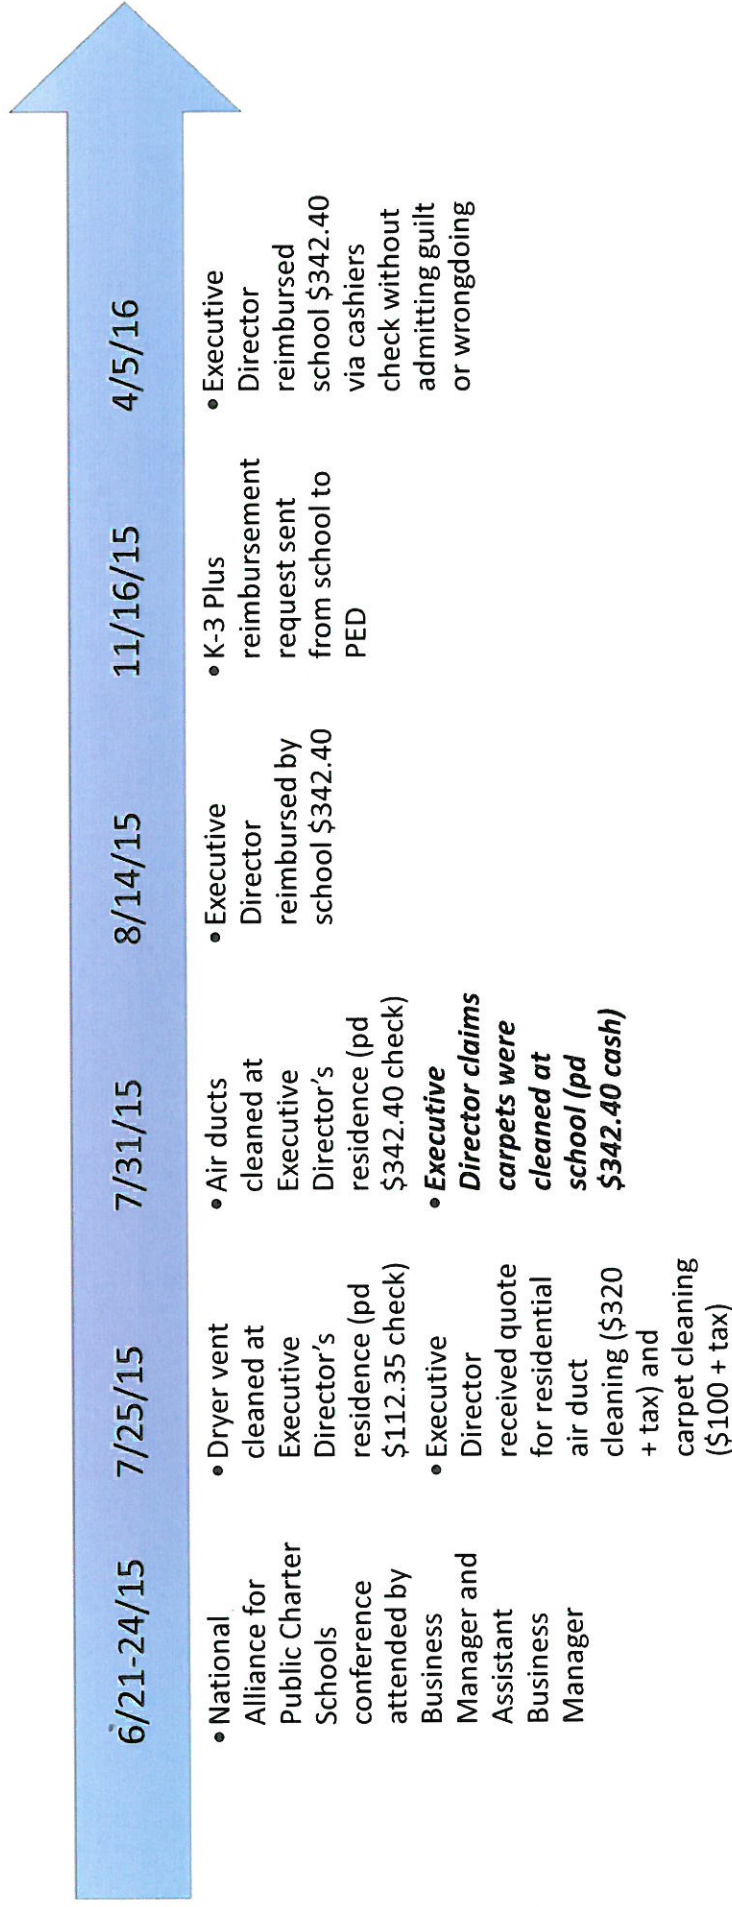 6/21-24/15
• National
Alliance for
Public Charter
Schools
conference
attended by
Business
Manager and
Assistant
Business
Manager
7/25/15
• Dryer vent
cleaned at
Executive
Director's
residence (pd
$112.35 check)
• Executive
Director
received quote
for residential
air duct
cleaning ($320
+ tax) and
carpet cleaning
($100 + tax)
7/31/15
• Air ducts
cleaned at
Executive
Director's
residence (pd
$342.40 check)
• Executive
Director claims
carpets were
cleaned at
school (pd
$342.40 cash)
8/14/15
• Executive
Director
reimbursed by
school $342.40
11/16/15
• K-3 Plus
reimbursement
request sent
from school to
PED
4/5/16
• Executive
Director
reimbursed
school $342.40
via cashiers
check without
admitting guilt
or wrongdoing